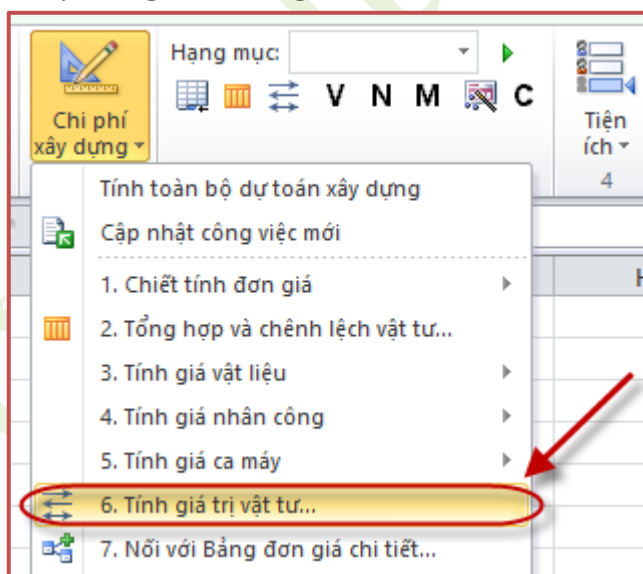 Hạng mục:
V N M C
Chi phí
xây dựng
Tiện
ích
4
Tính toàn bộ dự toán xây dựng
Cập nhật công việc mới
1. Chiết tính đơn giá
2. Tổng hợp và chênh lệch vật tư...
3. Tính giá vật liệu
4. Tính giá nhân công
5. Tính giá ca máy
6. Tính giá trị vật tư...
7. Nối với Bảng đơn giá chi tiết...